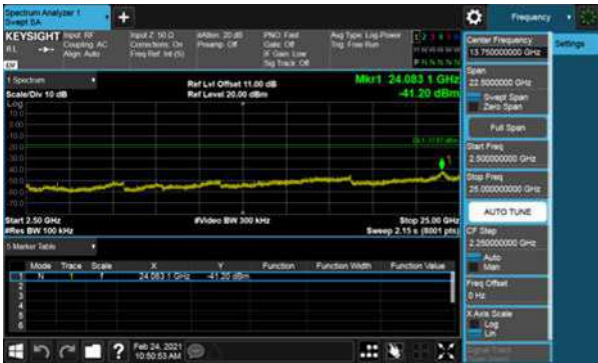 Spectrum Analyzer 1
Swept SA
+
Frequency
KEYSIGHT
Input: RF
Coupling: AC
Align: Auto
Input Z: 50 Ω
Corrections: On
Freq Ref: Int (S)
#Atten: 20 dB
Preamp: Off
PNO: Fast
Gate: Off
IF Gain: Low
Sig Track: Off
Avg Type: Log-Power
Trig: Free Run
Center Frequency
13.750000000 GHz
Settings
Span
22.5000000 GHz
Swept Span
Zero Span
Full Span
Start Freq
2.500000000 GHz
Stop Freq
25.000000000 GHz
AUTO TUNE
CF Step
2.250000000 GHz
Auto
Man
Freq Offset
0 Hz
X Axis Scale
Log
Lin
1 Spectrum
Scale/Div 10 dB
Ref Lvl Offset 11.00 dB
Ref Level 20.00 dBm
Mkr1 24.083 1 GHz
-41.20 dBm
Log
Start 2.50 GHz
#Res BW 100 kHz
#Video BW 300 kHz
Stop 25.00 GHz
Sweep 2.15 s (8001 pts)
5 Marker Table
Mode Trace Scale X Y Function Function Width Function Value
1 N 1 f 24.083 1 GHz -41.20 dBm
2
3
4
5
6
Feb 24, 2021
10:50:53 AM